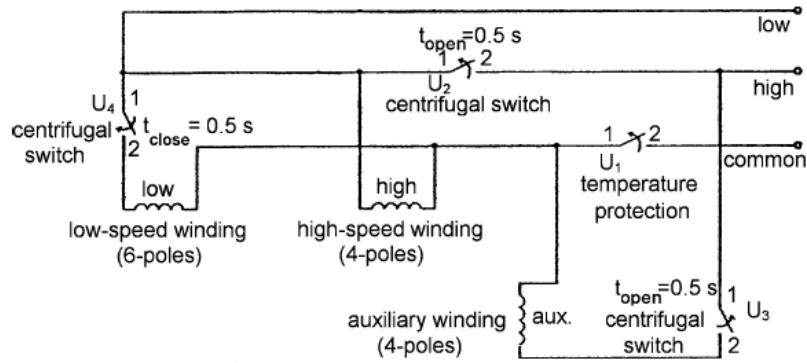 low
t_open=0.5 s
1 2
U2
centrifugal switch
high
U4
1
centrifugal
switch
t_close = 0.5 s
2
1 2
U1
common
temperature
protection
low
low-speed winding
(6-poles)
high
high-speed winding
(4-poles)
auxiliary winding
(4-poles)
aux.
t_open=0.5 s
centrifugal
switch
1
U3
2